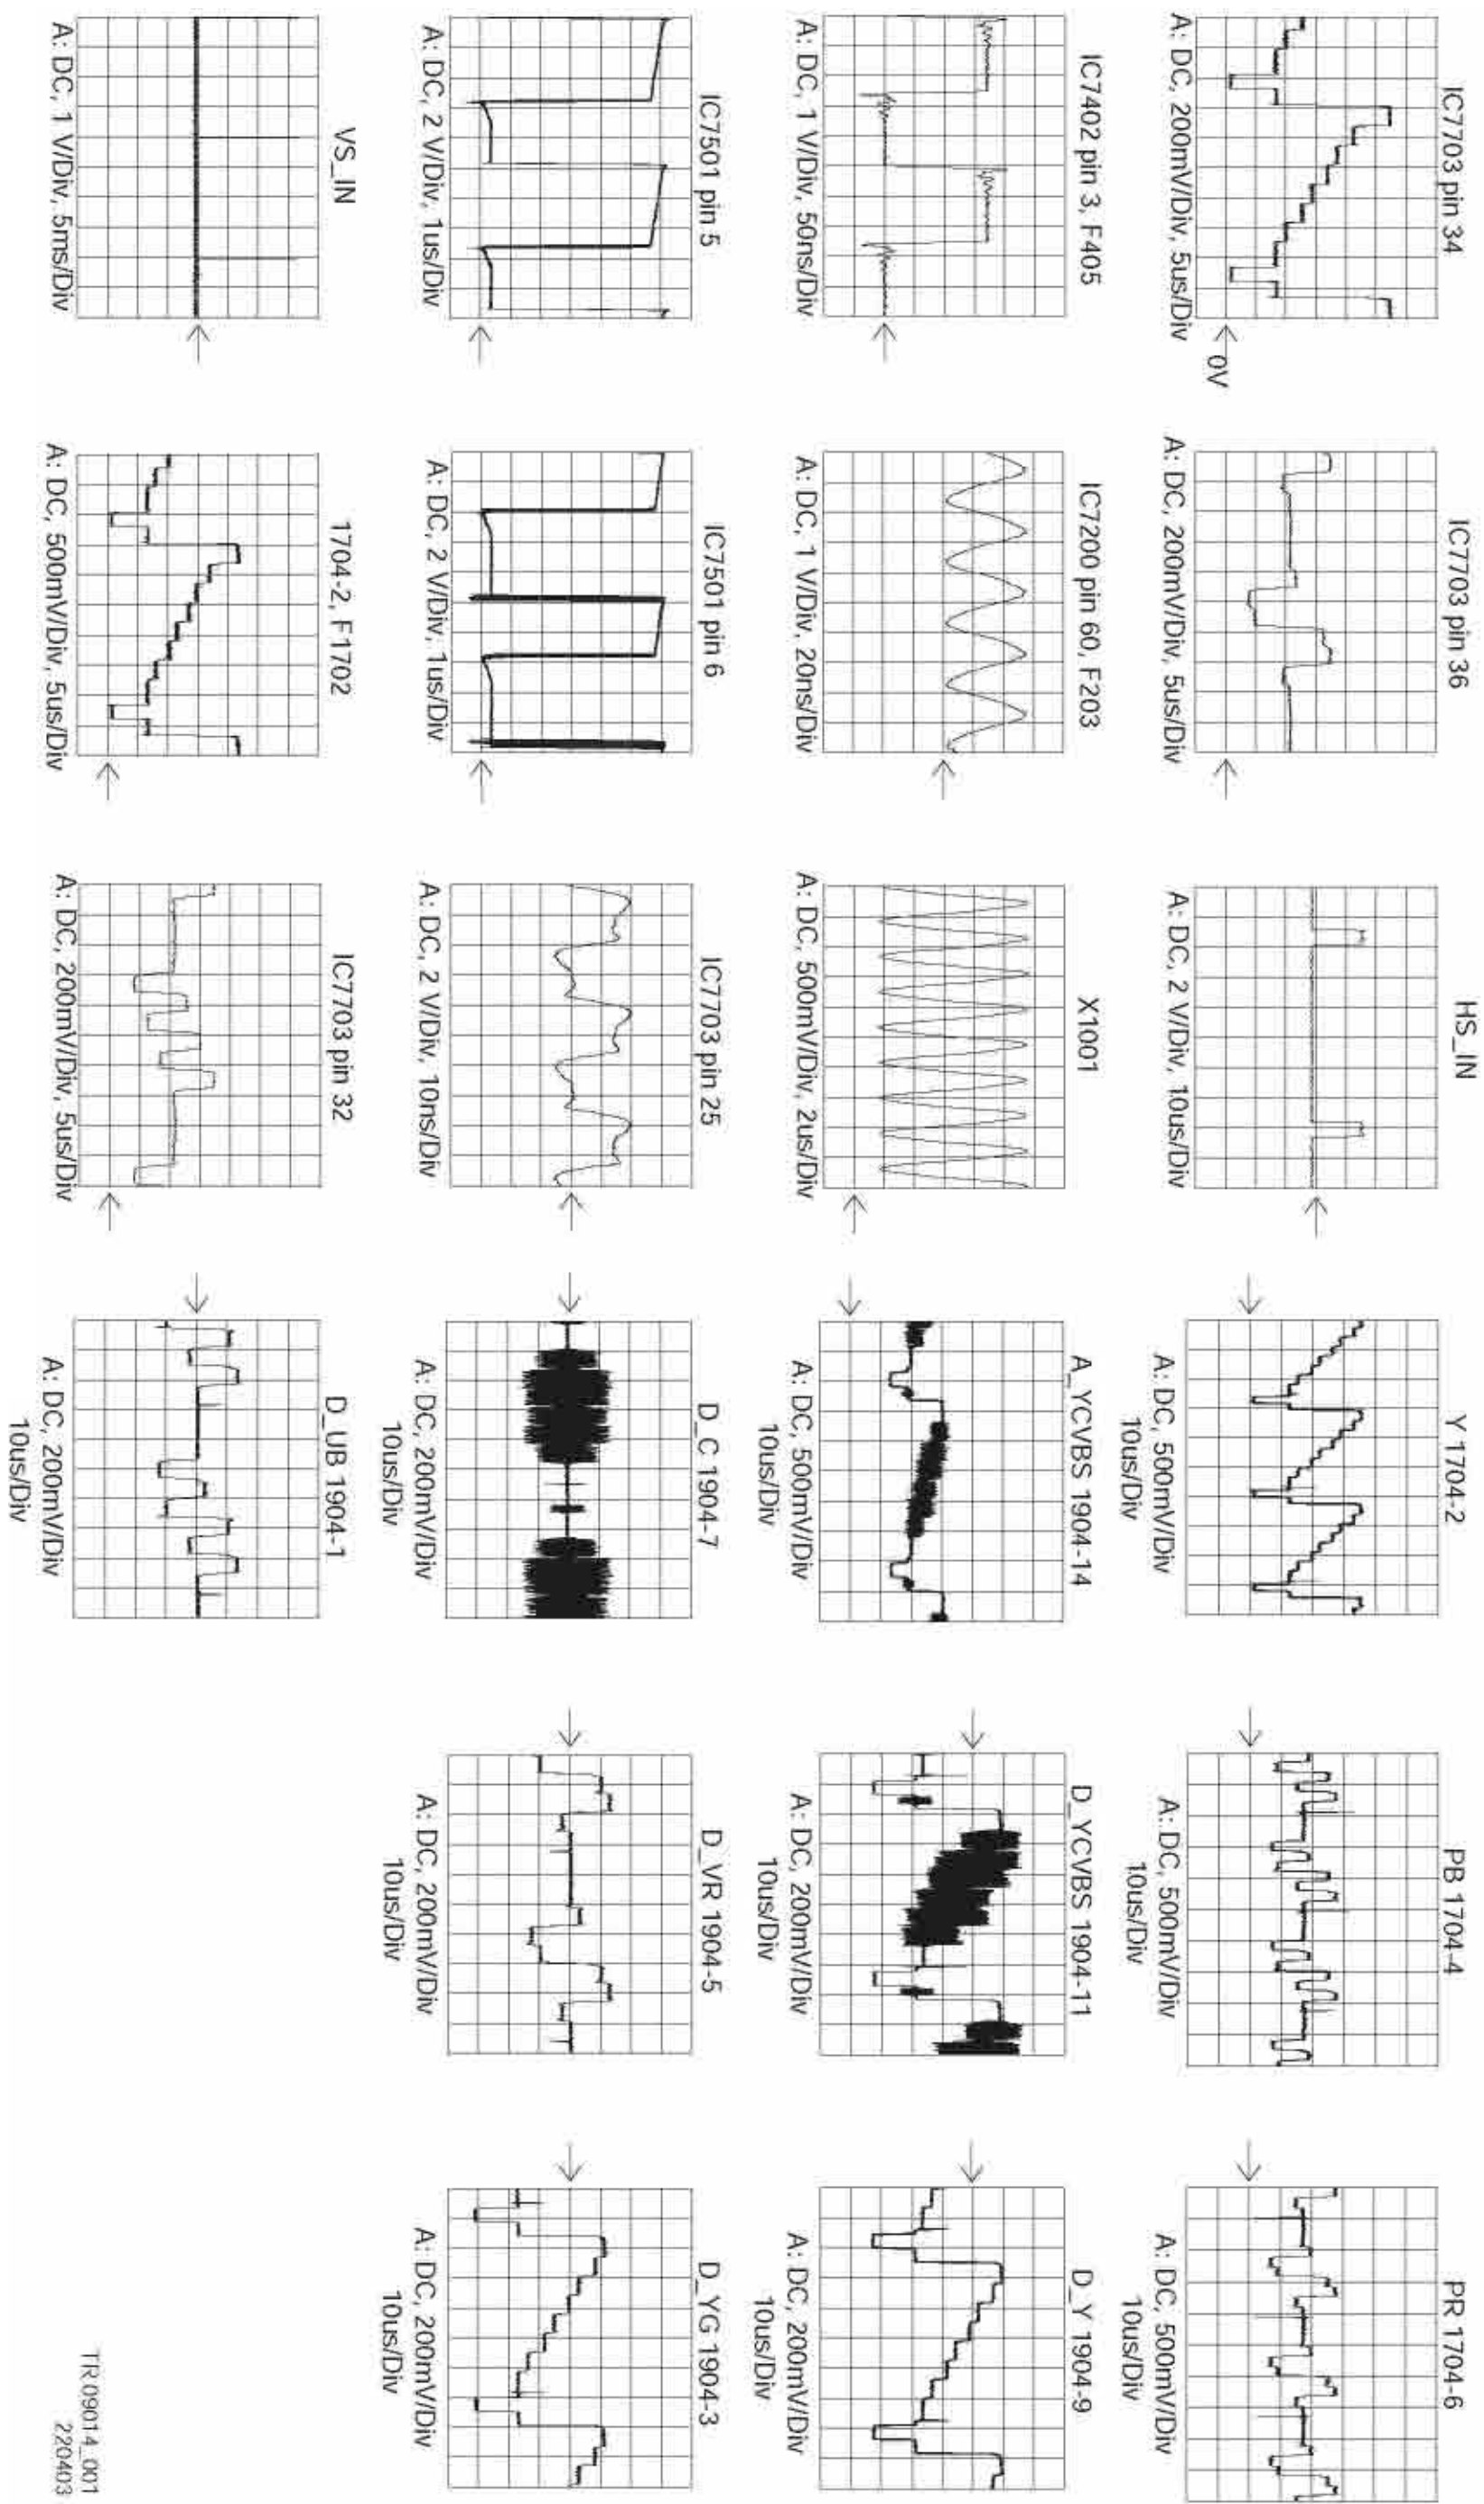 IC7703 pin 34
A: DC, 200mV/Div, 5us/Div
0V
IC7703 pin 36
A: DC, 200mV/Div, 5us/Div
HS_IN
A: DC, 2 V/Div, 10us/Div
Y 1704-2
A: DC, 500mV/Div
10us/Div
PB 1704-4
A: DC, 500mV/Div
10us/Div
PR 1704-6
A: DC, 500mV/Div
10us/Div
IC7402 pin 3, F405
A: DC, 1 V/Div, 50ns/Div
IC7200 pin 60, F203
A: DC, 1 V/Div, 20ns/Div
X1001
A: DC, 500mV/Div, 2us/Div
A_YCVBS 1904-14
A: DC, 500mV/Div
10us/Div
D_YCVBS 1904-11
A: DC, 200mV/Div
10us/Div
D_Y 1904-9
A: DC, 200mV/Div
10us/Div
IC7501 pin 5
A: DC, 2 V/Div, 1us/Div
IC7501 pin 6
A: DC, 2 V/Div, 1us/Div
IC7703 pin 25
A: DC, 2 V/Div, 10ns/Div
D_C 1904-7
A: DC, 200mV/Div
10us/Div
D_VR 1904-5
A: DC, 200mV/Div
10us/Div
D_YG 1904-3
A: DC, 200mV/Div
10us/Div
VS_IN
A: DC, 1 V/Div, 5ms/Div
1704-2, F1702
A: DC, 500mV/Div, 5us/Div
IC7703 pin 32
A: DC, 200mV/Div, 5us/Div
D_UB 1904-1
A: DC, 200mV/Div
10us/Div
TR 09014_001
220403